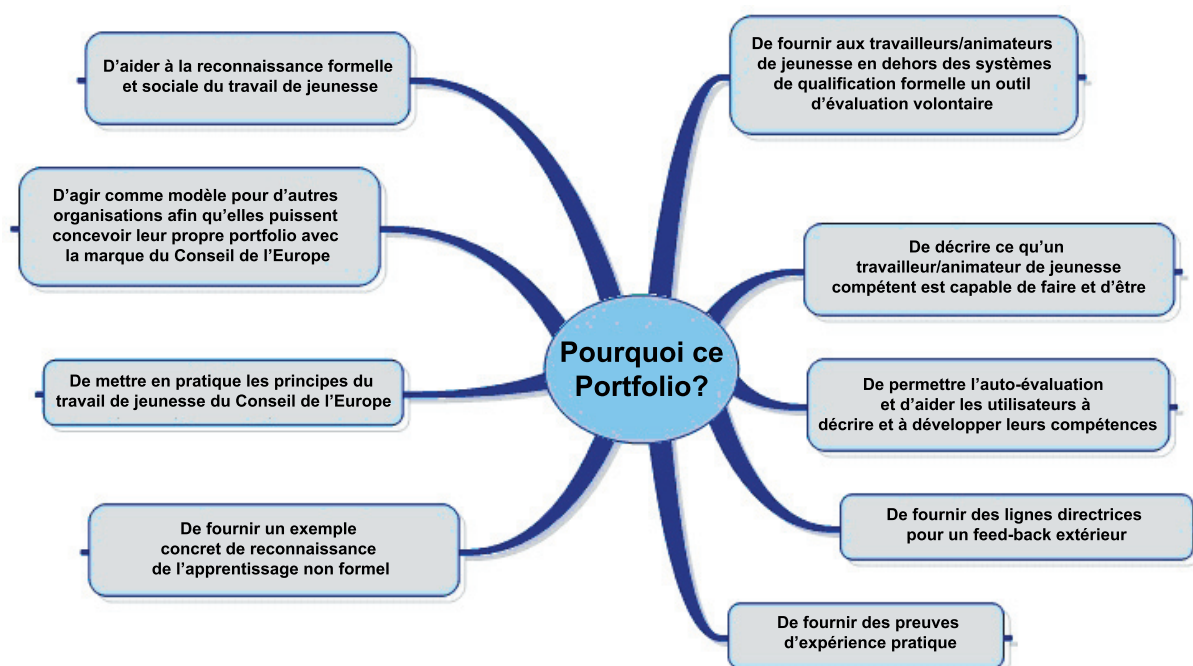 Pourquoi ce
Portfolio?
De fournir aux travailleurs/animateurs
de jeunesse en dehors des systèmes
de qualification formelle un outil
d’évaluation volontaire
De décrire ce qu’un
travailleur/animateur de jeunesse
compétent est capable de faire et d’être
De permettre l’auto-évaluation
et d’aider les utilisateurs à
décrire et à développer leurs compétences
De fournir des lignes directrices
pour un feed-back extérieur
De fournir des preuves
d’expérience pratique
De fournir un exemple
concret de reconnaissance
de l’apprentissage non formel
De mettre en pratique les principes du
travail de jeunesse du Conseil de l’Europe
D’agir comme modèle pour d’autres
organisations afin qu’elles puissent
concevoir leur propre portfolio avec
la marque du Conseil de l’Europe
D’aider à la reconnaissance formelle
et sociale du travail de jeunesse